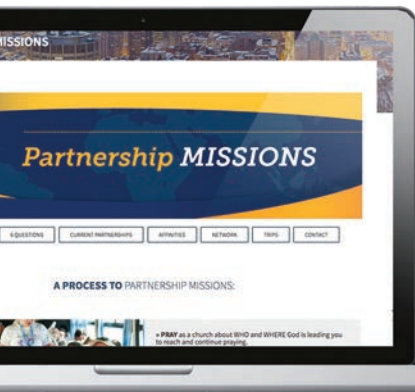 MISSIONS
Partnership MISSIONS
6 QUESTIONS
CURRENT PARTNERSHIPS
AFFINITIES
NETWORK
TRIPS
CONTACT
A PROCESS TO PARTNERSHIP MISSIONS:
» PRAY as a church about WHO and WHERE God is leading you
to reach and continue praying.